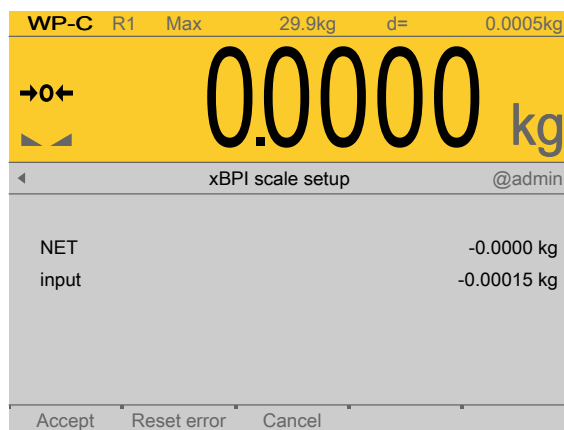 WP-C R1 Max 29.9kg d= 0.0005kg
→0← 0.0000 kg
xBPI scale setup @admin
NET -0.0000 kg
input -0.00015 kg
Accept Reset error Cancel